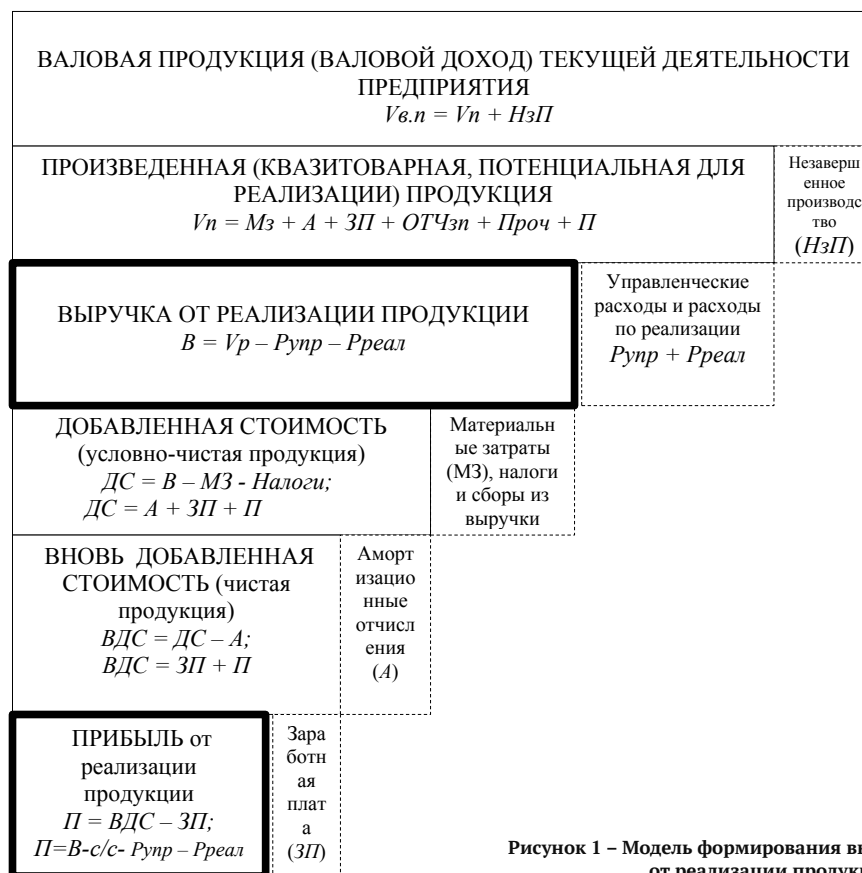 ВАЛОВАЯ ПРОДУКЦИЯ (ВАЛОВОЙ ДОХОД) ТЕКУЩЕЙ ДЕЯТЕЛЬНОСТИ
ПРЕДПРИЯТИЯ
Vв.п = Vп + НзП
ПРОИЗВЕДЕННАЯ (КВАЗИТОВАРНАЯ, ПОТЕНЦИАЛЬНАЯ ДЛЯ
РЕАЛИЗАЦИИ) ПРОДУКЦИЯ
Vп = Мз + А + ЗП + ОТЧзп + Проч + П
Незаверш
енное
производс
тво
(НзП)
ВЫРУЧКА ОТ РЕАЛИЗАЦИИ ПРОДУКЦИИ
В = Vр – Рупр – Рреал
Управленческие
расходы и расходы
по реализации
Рупр + Рреал
ДОБАВЛЕННАЯ СТОИМОСТЬ
(условно-чистая продукция)
ДС = В – МЗ - Налоги;
ДС = А + ЗП + П
Материальн
ые затраты
(МЗ), налоги
и сборы из
выручки
ВНОВЬ ДОБАВЛЕННАЯ
СТОИМОСТЬ (чистая
продукция)
ВДС = ДС – А;
ВДС = ЗП + П
Аморт
изацио
нные
отчисл
ения
(А)
ПРИБЫЛЬ от
реализации
продукции
П = ВДС – ЗП;
П=В-с/с- Рупр – Рреал
Зара
ботн
ая
плат
а
(ЗП)
Рисунок 1 – Модель формирования
от реализации